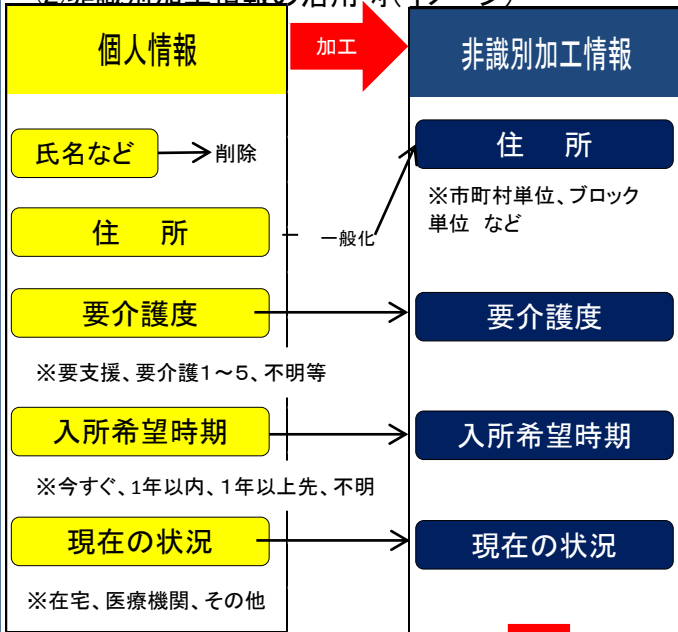 個人情報
加工
非識別加工情報
氏名など
削除
住 所
一般化
住 所
※市町村単位、ブロック
単位 など
要介護度
要介護度
※要支援、要介護1～5、不明等
入所希望時期
入所希望時期
※今すぐ、1年以内、1年以上先、不明
現在の状況
現在の状況
※在宅、医療機関、その他